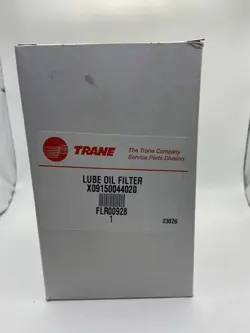 TRANE
The Trane Company
Service Parts Division
LUBE OIL FILTER
X09150044020
FLR00928
1
23026